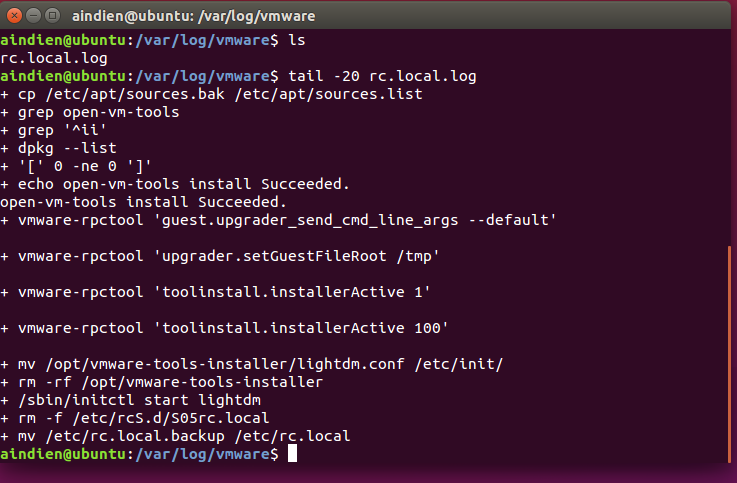 aindien@ubuntu: /var/log/vmware
aindien@ubuntu:/var/log/vmware$ ls
rc.local.log
aindien@ubuntu:/var/log/vmware$ tail -20 rc.local.log
+ cp /etc/apt/sources.bak /etc/apt/sources.list
+ grep open-vm-tools
+ grep '^ii'
+ dpkg --list
+ '[' 0 -ne 0 ']'
+ echo open-vm-tools install Succeeded.
open-vm-tools install Succeeded.
+ vmware-rpctool 'guest.upgrader_send_cmd_line_args --default'
+ vmware-rpctool 'upgrader.setGuestFileRoot /tmp'
+ vmware-rpctool 'toolinstall.installerActive 1'
+ vmware-rpctool 'toolinstall.installerActive 100'
+ mv /opt/vmware-tools-installer/lightdm.conf /etc/init/
+ rm -rf /opt/vmware-tools-installer
+ /sbin/initctl start lightdm
+ rm -f /etc/rcS.d/S05rc.local
+ mv /etc/rc.local.backup /etc/rc.local
aindien@ubuntu:/var/log/vmware$